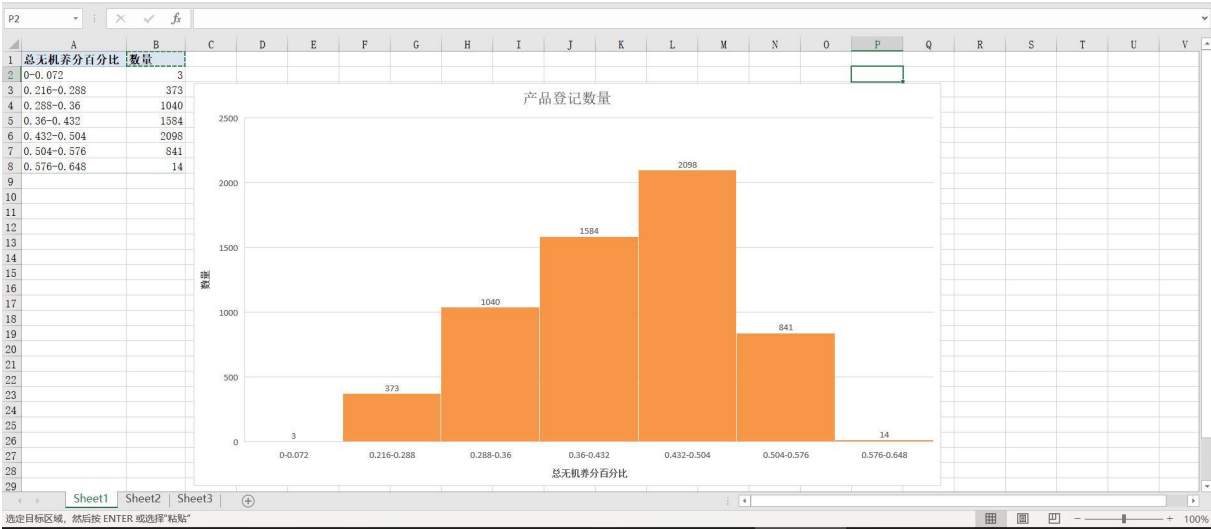 P2 fx
A B C D E F G H I J K L M N O P Q R S T U V
1 总无机养分百分比 数量
2 0-0.072 3
3 0.216-0.288 373
4 0.288-0.36 1040
5 0.36-0.432 1584
6 0.432-0.504 2098
7 0.504-0.576 841
8 0.576-0.648 14
9
10
11
12
13
14
15
16
17
18
19
20
21
22
23
24
25
26
27
28
29
产品登记数量
2500
2000
1500
1000
500
0
数量
3
373
1040
1584
2098
841
14
0-0.072 0.216-0.288 0.288-0.36 0.36-0.432 0.432-0.504 0.504-0.576 0.576-0.648
总无机养分百分比
Sheet1 Sheet2 Sheet3
选定目标区域，然后按 ENTER 或选择"粘贴" 100%